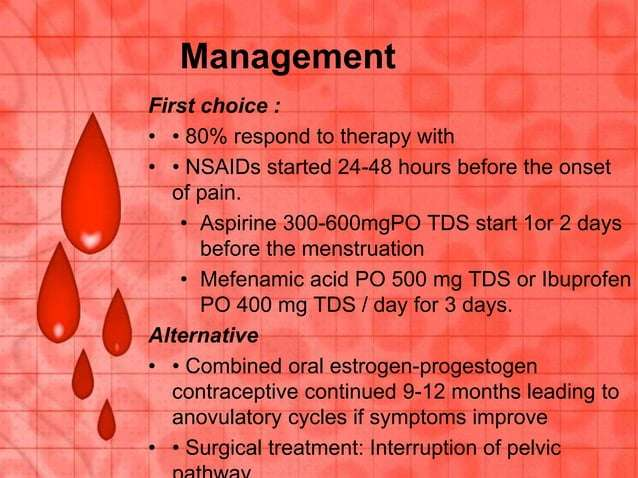 Management
First choice :
• • 80% respond to therapy with
• • NSAIDs started 24-48 hours before the onset
of pain.
• Aspirine 300-600mgPO TDS start 1or 2 days
before the menstruation
• Mefenamic acid PO 500 mg TDS or Ibuprofen
PO 400 mg TDS / day for 3 days.
Alternative
• • Combined oral estrogen-progestogen
contraceptive continued 9-12 months leading to
anovulatory cycles if symptoms improve
• • Surgical treatment: Interruption of pelvic
pathway